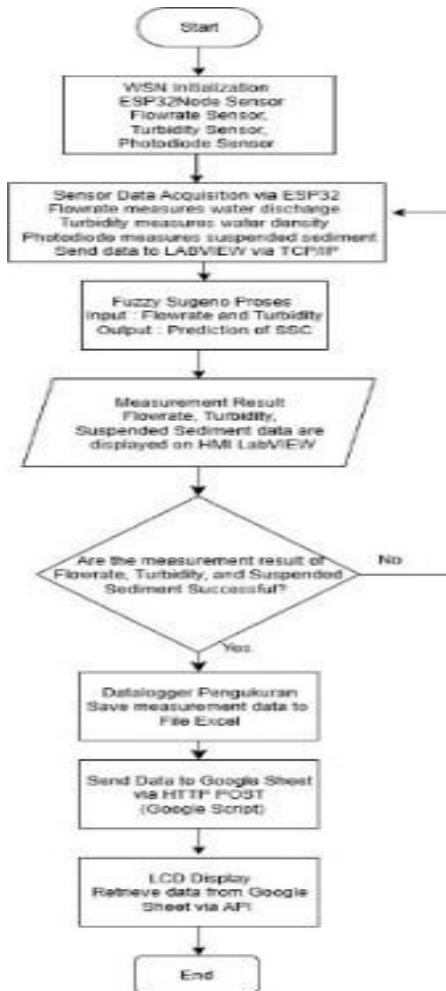 Start
WSN Initialization
ESP32Node Sensor
Flowrate Sensor,
Turbidity Sensor,
Photodiode Sensor
Sensor Data Acquisition via ESP32
Flowrate measures water discharge
Turbidity measures water density
Photodiode measures suspended sediment
Send data to LABVIEW via TCP/IP
Fuzzy Sugeno Proses
Input : Flowrate and Turbidity
Output : Prediction of SSC
Measurement Result
Flowrate, Turbidity,
Suspended Sediment data are
displayed on HMI LabVIEW
Are the measurement result of
Flowrate, Turbidity, and Suspended
Sediment Successful?
No
Yes
Datalogger Pengukuran
Save measurement data to
File Excel
Send Data to Google Sheet
via HTTP POST
(Google Script)
LCD Display
Retrieve data from Google
Sheet via API
End